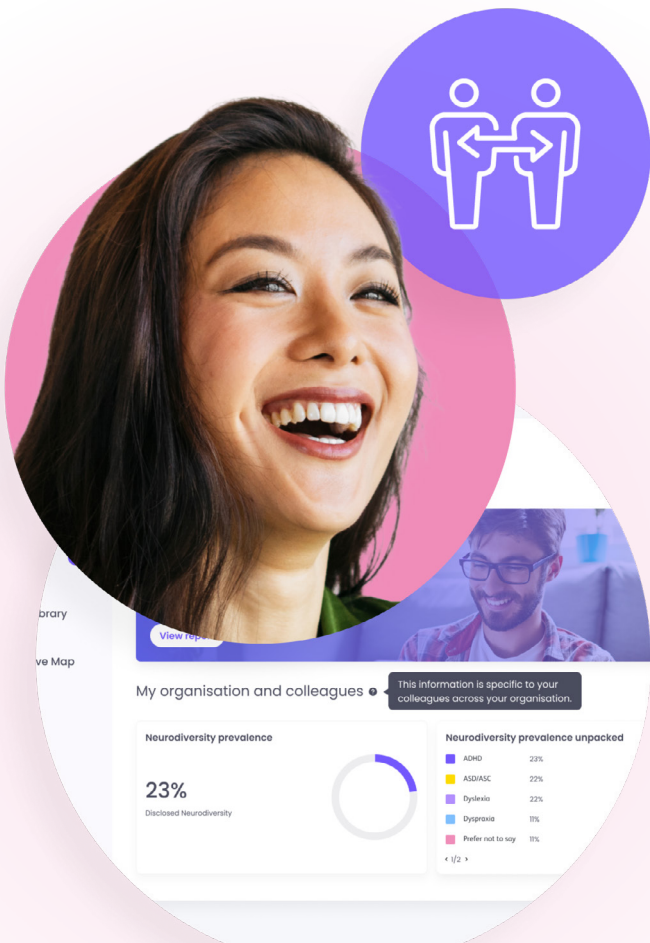 brary
View repo
ve Map
My organisation and colleagues
This information is specific to your
colleagues across your organisation.
Neurodiversity prevalence
23%
Disclosed Neurodiversity
Neurodiversity prevalence unpacked
ADHD 23%
ASD/ASC 22%
Dyslexia 22%
Dyspraxia 11%
Prefer not to say 11%
‹ 1/2 ›